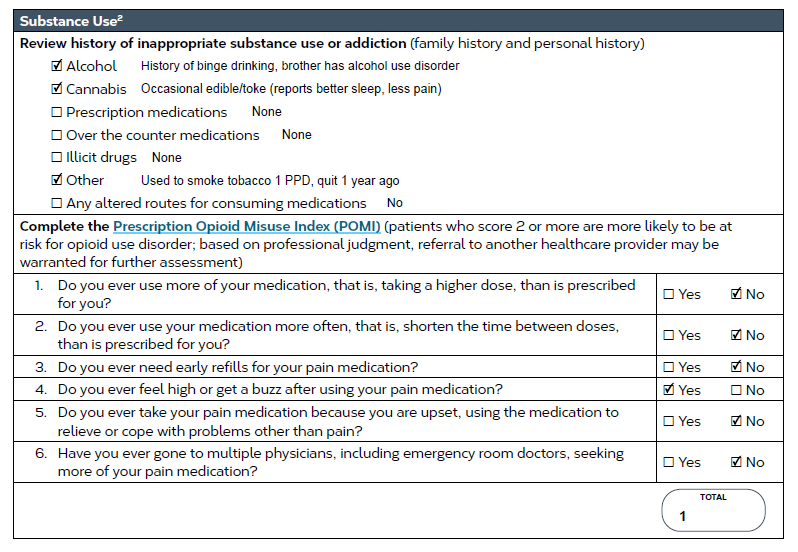 Substance Use²
Review history of inappropriate substance use or addiction (family history and personal history)
☑ Alcohol History of binge drinking, brother has alcohol use disorder
☑ Cannabis Occasional edible/toke (reports better sleep, less pain)
☐ Prescription medications None
☐ Over the counter medications None
☐ Illicit drugs None
☑ Other Used to smoke tobacco 1 PPD, quit 1 year ago
☐ Any altered routes for consuming medications No
Complete the Prescription Opioid Misuse Index (POMI) (patients who score 2 or more are more likely to be at
risk for opioid use disorder; based on professional judgment, referral to another healthcare provider may be
warranted for further assessment)
1. Do you ever use more of your medication, that is, taking a higher dose, than is prescribed
for you?
☐ Yes ☑ No
2. Do you ever use your medication more often, that is, shorten the time between doses,
than is prescribed for you?
☐ Yes ☑ No
3. Do you ever need early refills for your pain medication? ☐ Yes ☑ No
4. Do you ever feel high or get a buzz after using your pain medication? ☑ Yes ☐ No
5. Do you ever take your pain medication because you are upset, using the medication to
relieve or cope with problems other than pain?
☐ Yes ☑ No
6. Have you ever gone to multiple physicians, including emergency room doctors, seeking
more of your pain medication?
☐ Yes ☑ No
TOTAL
1